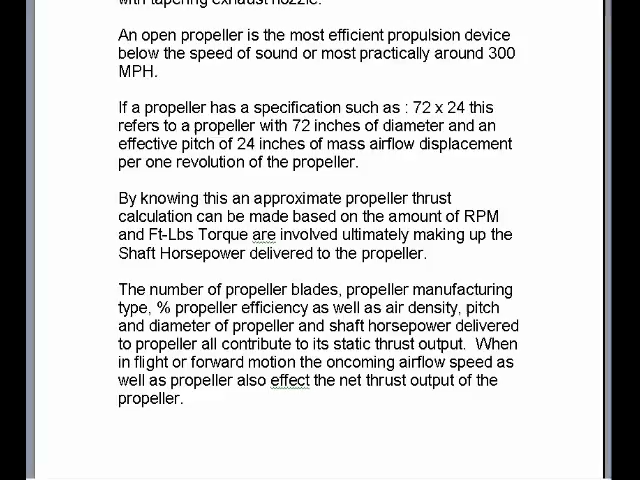 with tapering exhaust nozzle.
An open propeller is the most efficient propulsion device
below the speed of sound or most practically around 300
MPH.
If a propeller has a specification such as : 72 x 24 this
refers to a propeller with 72 inches of diameter and an
effective pitch of 24 inches of mass airflow displacement
per one revolution of the propeller.
By knowing this an approximate propeller thrust
calculation can be made based on the amount of RPM
and Ft-Lbs Torque are involved ultimately making up the
Shaft Horsepower delivered to the propeller.
The number of propeller blades, propeller manufacturing
type, % propeller efficiency as well as air density, pitch
and diameter of propeller and shaft horsepower delivered
to propeller all contribute to its static thrust output.  When
in flight or forward motion the oncoming airflow speed as
well as propeller also effect the net thrust output of the
propeller.